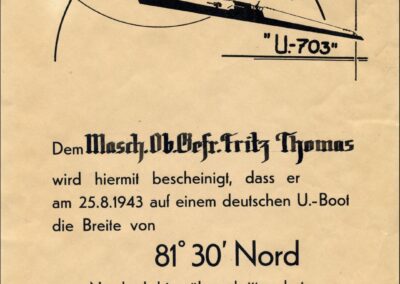 "U.-703"
Dem Masch.Ob.Gefr.Fritz Thomas
wird hiermit bescheinigt, dass er
am 25.8.1943 auf einem deutschen U.-Boot
die Breite von
81° 30′ Nord